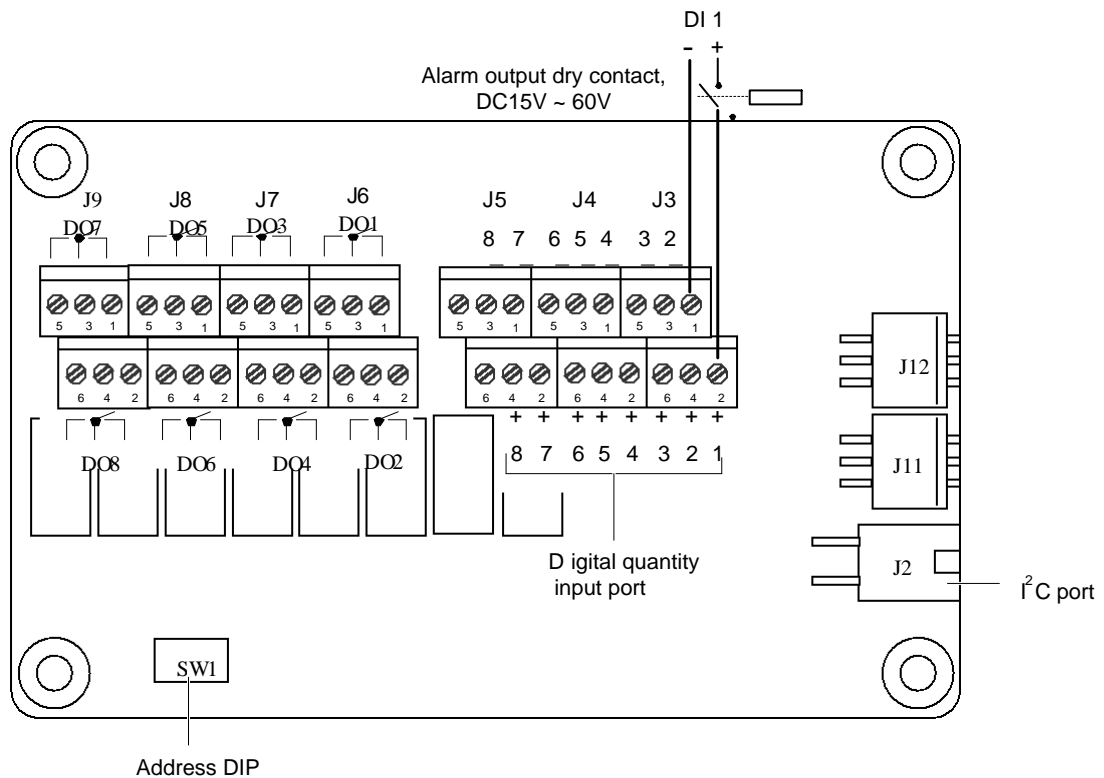 DI 1
- +
Alarm output dry contact,
DC15V ~ 60V
J9 J8 J7 J6 J5 J4 J3
DO7 DO5 DO3 DO1
8 7 6 5 4 3 2
_ _ _ _ _ _ _
5 3 1 5 3 1 5 3 1 5 3 1 5 3 1 5 3 1 5 3 1
6 4 2 6 4 2 6 4 2 6 4 2 6 4 2 6 4 2 6 4 2
+ + + + + + + +
DO8 DO6 DO4 DO2
8 7 6 5 4 3 2 1
J12
J11
J2
D igital quantity
input port
I2C port
SW1
Address DIP